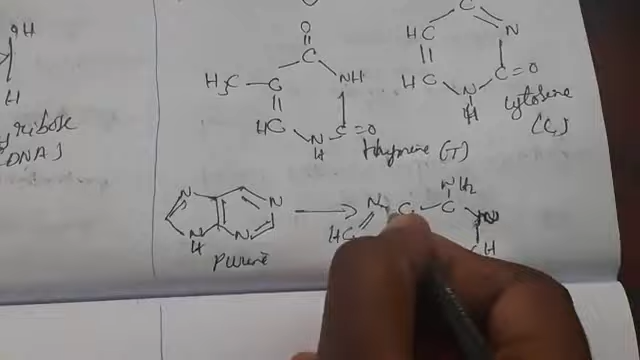 OH
H
ribose
DNA]
O
||
C
H3C
C
NH
||
HC
N
H
C=O
Thymine (T)
C
N
HC
||
HC
N
H
C=O
Cytosine
(C)
N
N
N
H
N
Purine
NH2
N
C
C
N
HC
CH